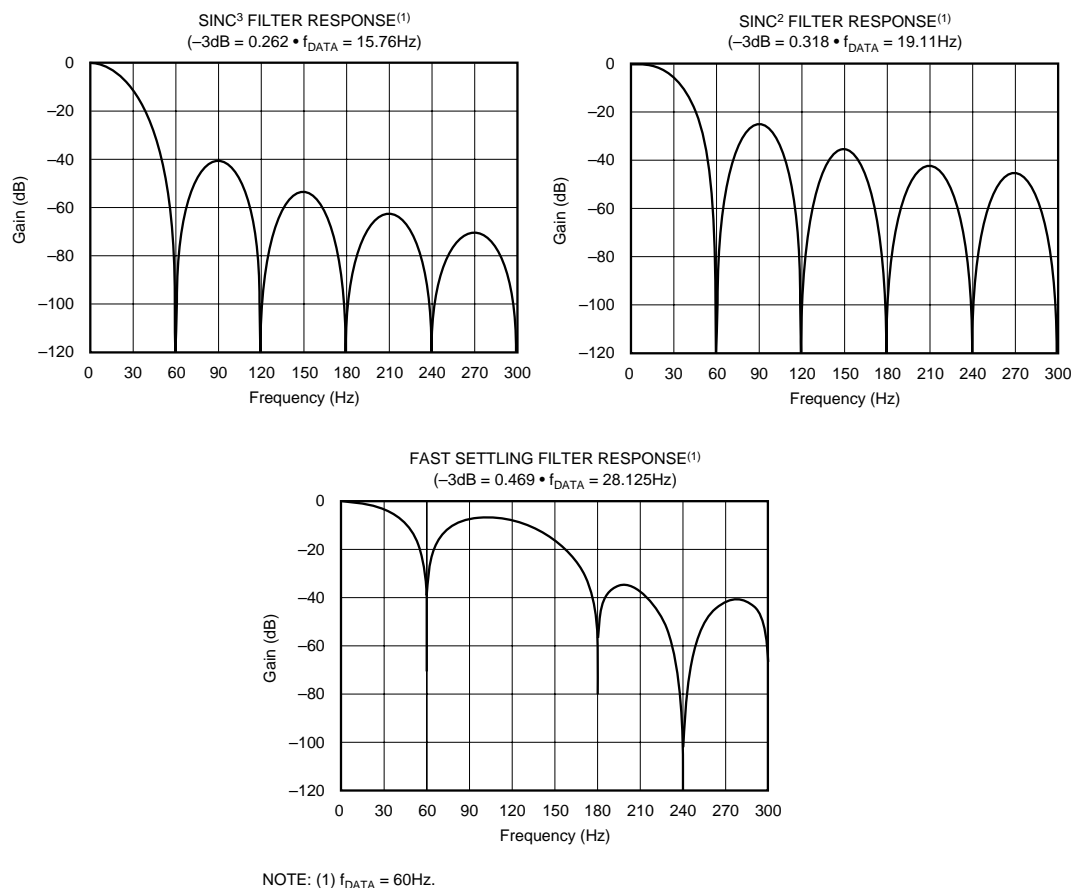 SINC³ FILTER RESPONSE(1)
(–3dB = 0.262 • fDATA = 15.76Hz)
0
–20
–40
–60
–80
–100
–120
Gain (dB)
0 30 60 90 120 150 180 210 240 270 300
Frequency (Hz)
SINC² FILTER RESPONSE(1)
(–3dB = 0.318 • fDATA = 19.11Hz)
0
–20
–40
–60
–80
–100
–120
Gain (dB)
0 30 60 90 120 150 180 210 240 270 300
Frequency (Hz)
FAST SETTLING FILTER RESPONSE(1)
(–3dB = 0.469 • fDATA = 28.125Hz)
0
–20
–40
–60
–80
–100
–120
Gain (dB)
0 30 60 90 120 150 180 210 240 270 300
Frequency (Hz)
NOTE: (1) fDATA = 60Hz.